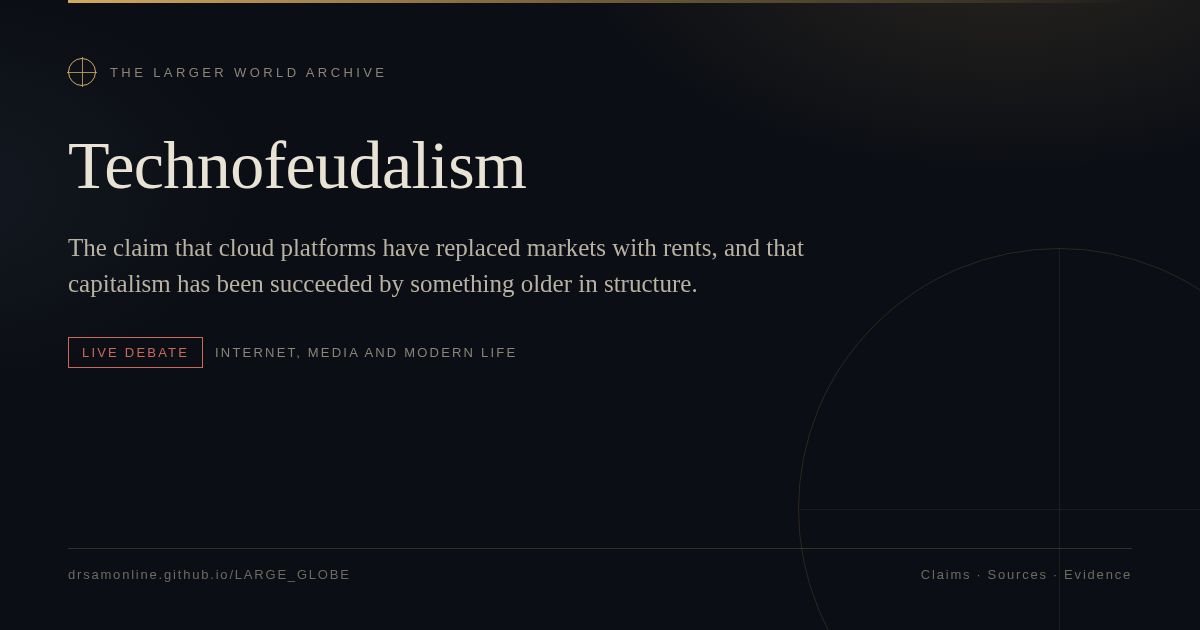 THE LARGER WORLD ARCHIVE
Technofeudalism
The claim that cloud platforms have replaced markets with rents, and that
capitalism has been succeeded by something older in structure.
LIVE DEBATE INTERNET, MEDIA AND MODERN LIFE
drsamonline.github.io/LARGE_GLOBE Claims · Sources · Evidence